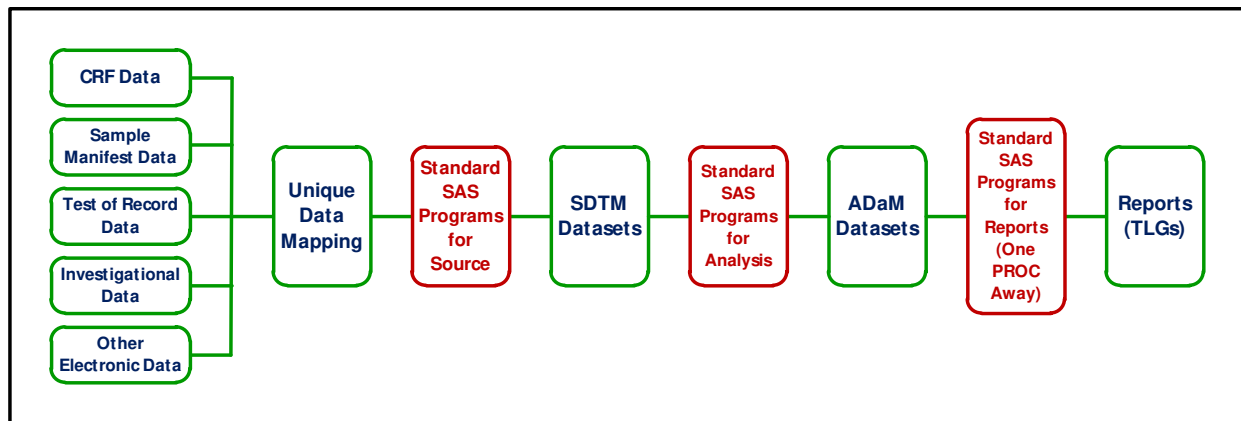 CRF Data
Sample
Manifest Data
Test of Record
Data
Investigational
Data
Other
Electronic Data
Unique
Data
Mapping
Standard
SAS
Programs
for
Source
SDTM
Datasets
Standard
SAS
Programs
for
Analysis
ADaM
Datasets
Standard
SAS
Programs
for
Reports
(One
PROC
Away)
Reports
(TLGs)